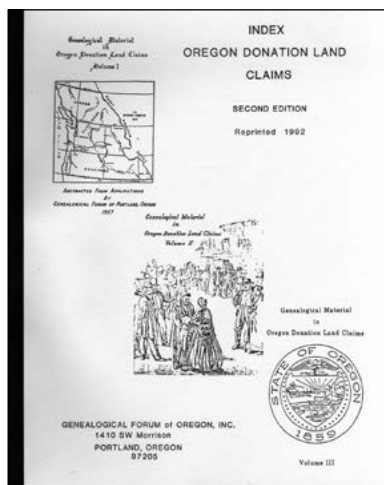 INDEX
OREGON DONATION LAND
CLAIMS
SECOND EDITION
Reprinted 1992
Genealogical Material
in
Oregon Donation Land Claims
Volume I
ABSTRACTED FROM APPLICATIONS
BY
GENEALOGICAL FORUM OF PORTLAND, OREGON
1957
Genealogical Material
in
Oregon Donation Land Claims
Volume II
Genealogical Material
in
Oregon Donation Land Claims
STATE OF OREGON
1859
Volume III
GENEALOGICAL FORUM of OREGON, INC.
1410 SW Morrison
PORTLAND, OREGON
97205